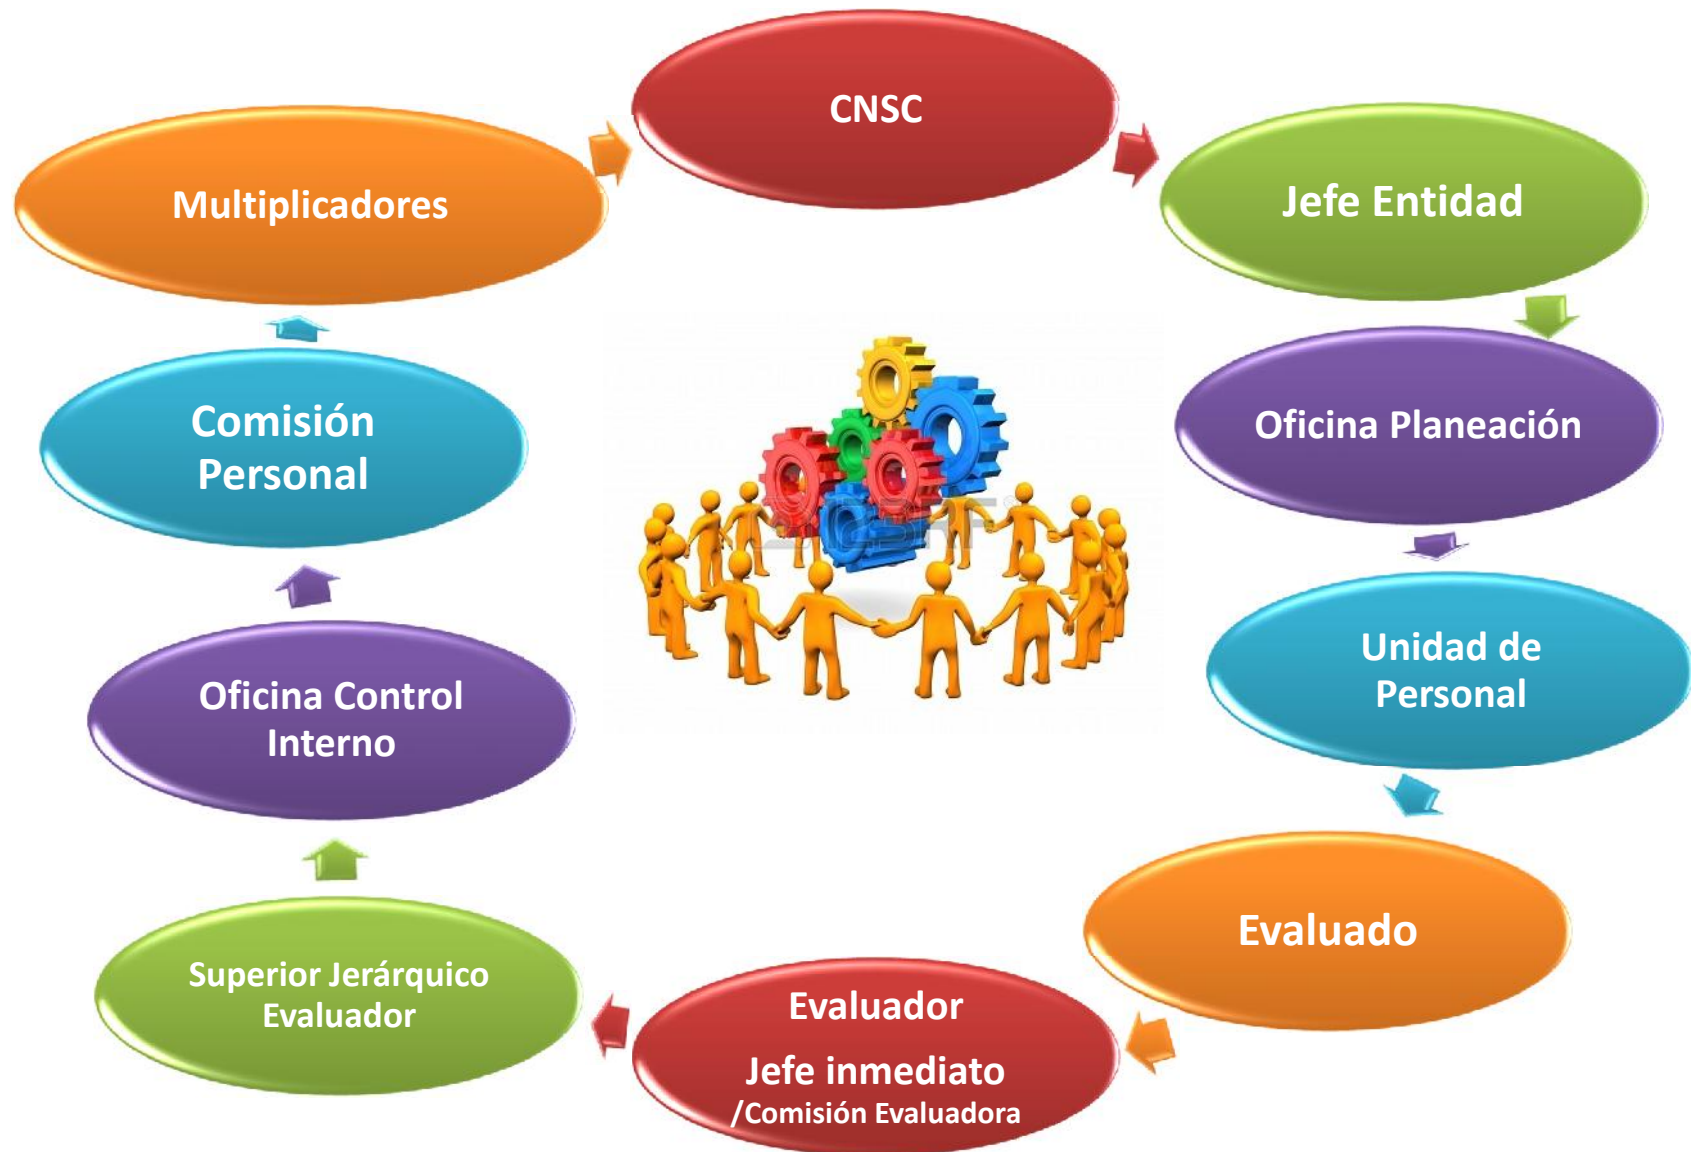 CNSC
Jefe Entidad
Oficina Planeación
Unidad de
Personal
Evaluado
Evaluador
Jefe inmediato
/Comisión Evaluadora
Superior Jerárquico
Evaluador
Oficina Control
Interno
Comisión
Personal
Multiplicadores
123RF